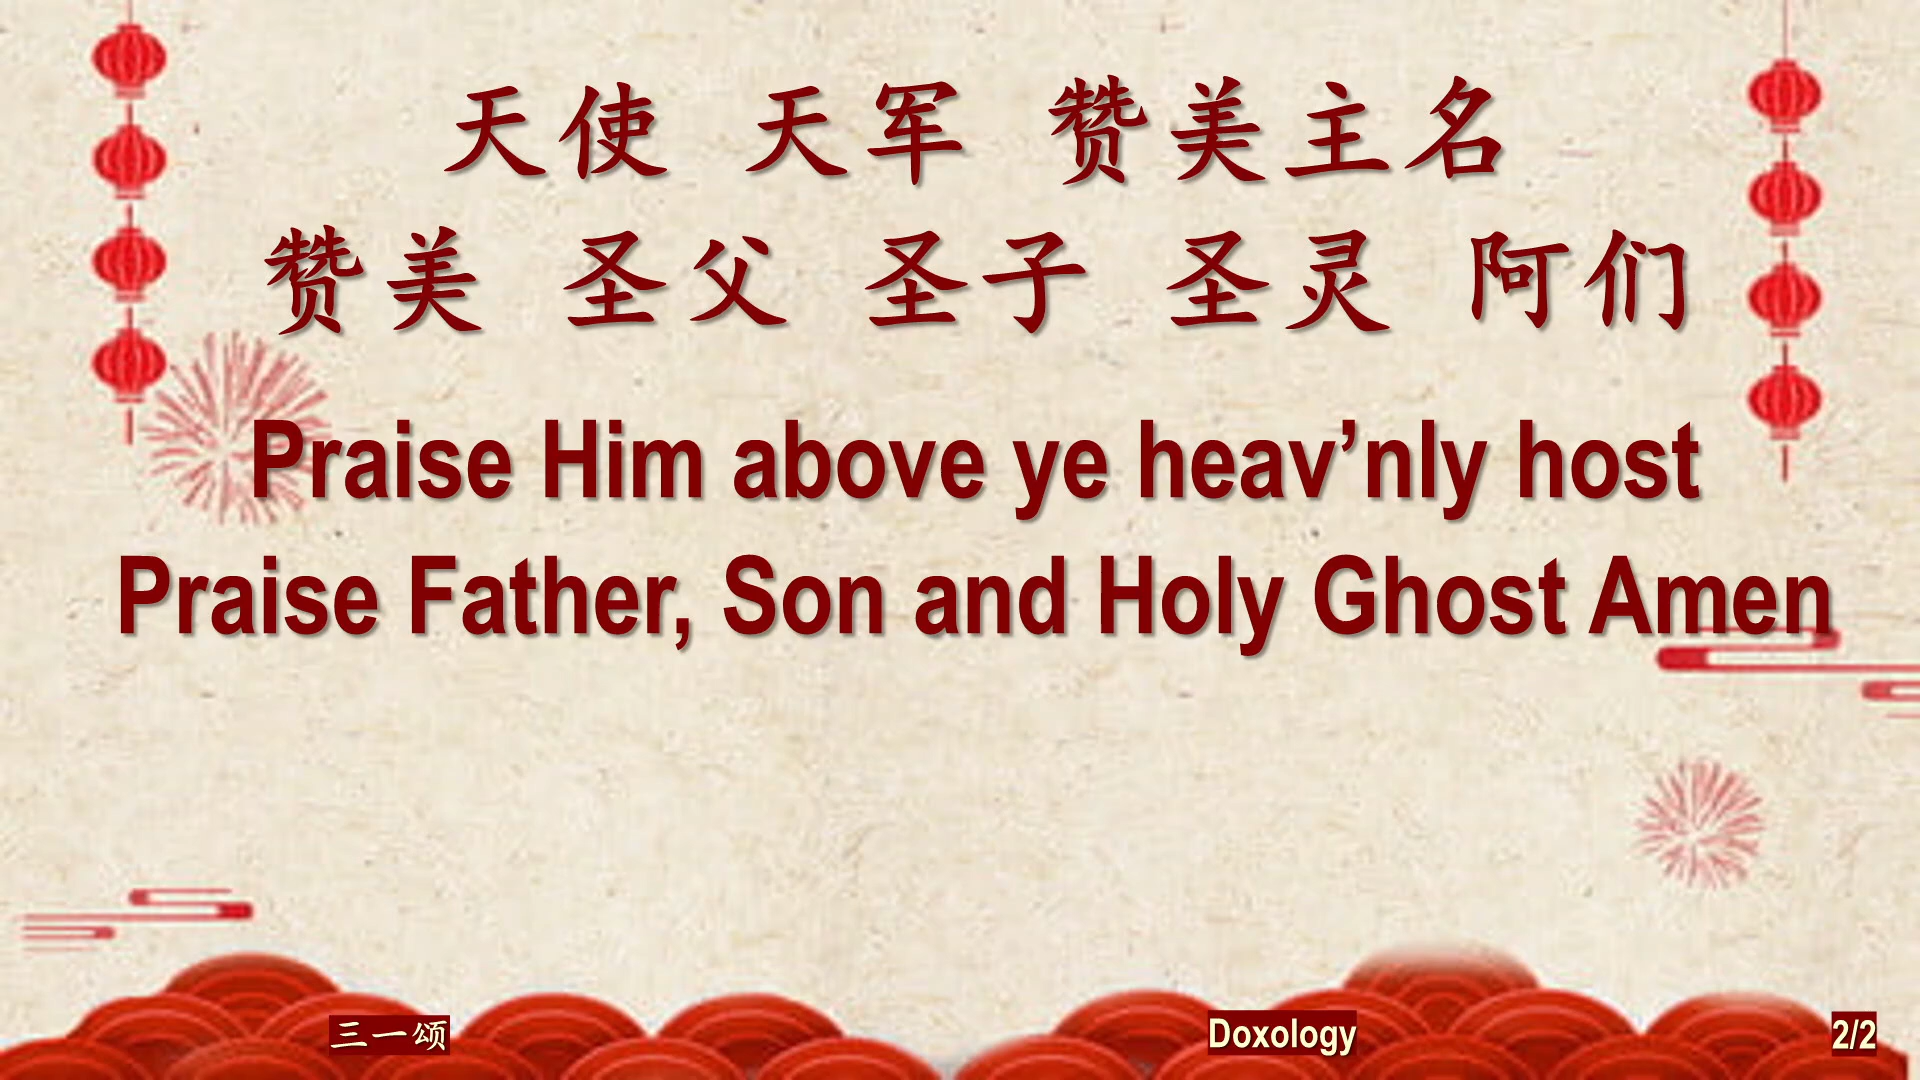 天使 天军 赞美主名
赞美 圣父 圣子 圣灵 阿们
Praise Him above ye heav’nly host
Praise Father, Son and Holy Ghost Amen
三一颂
Doxology
2/2